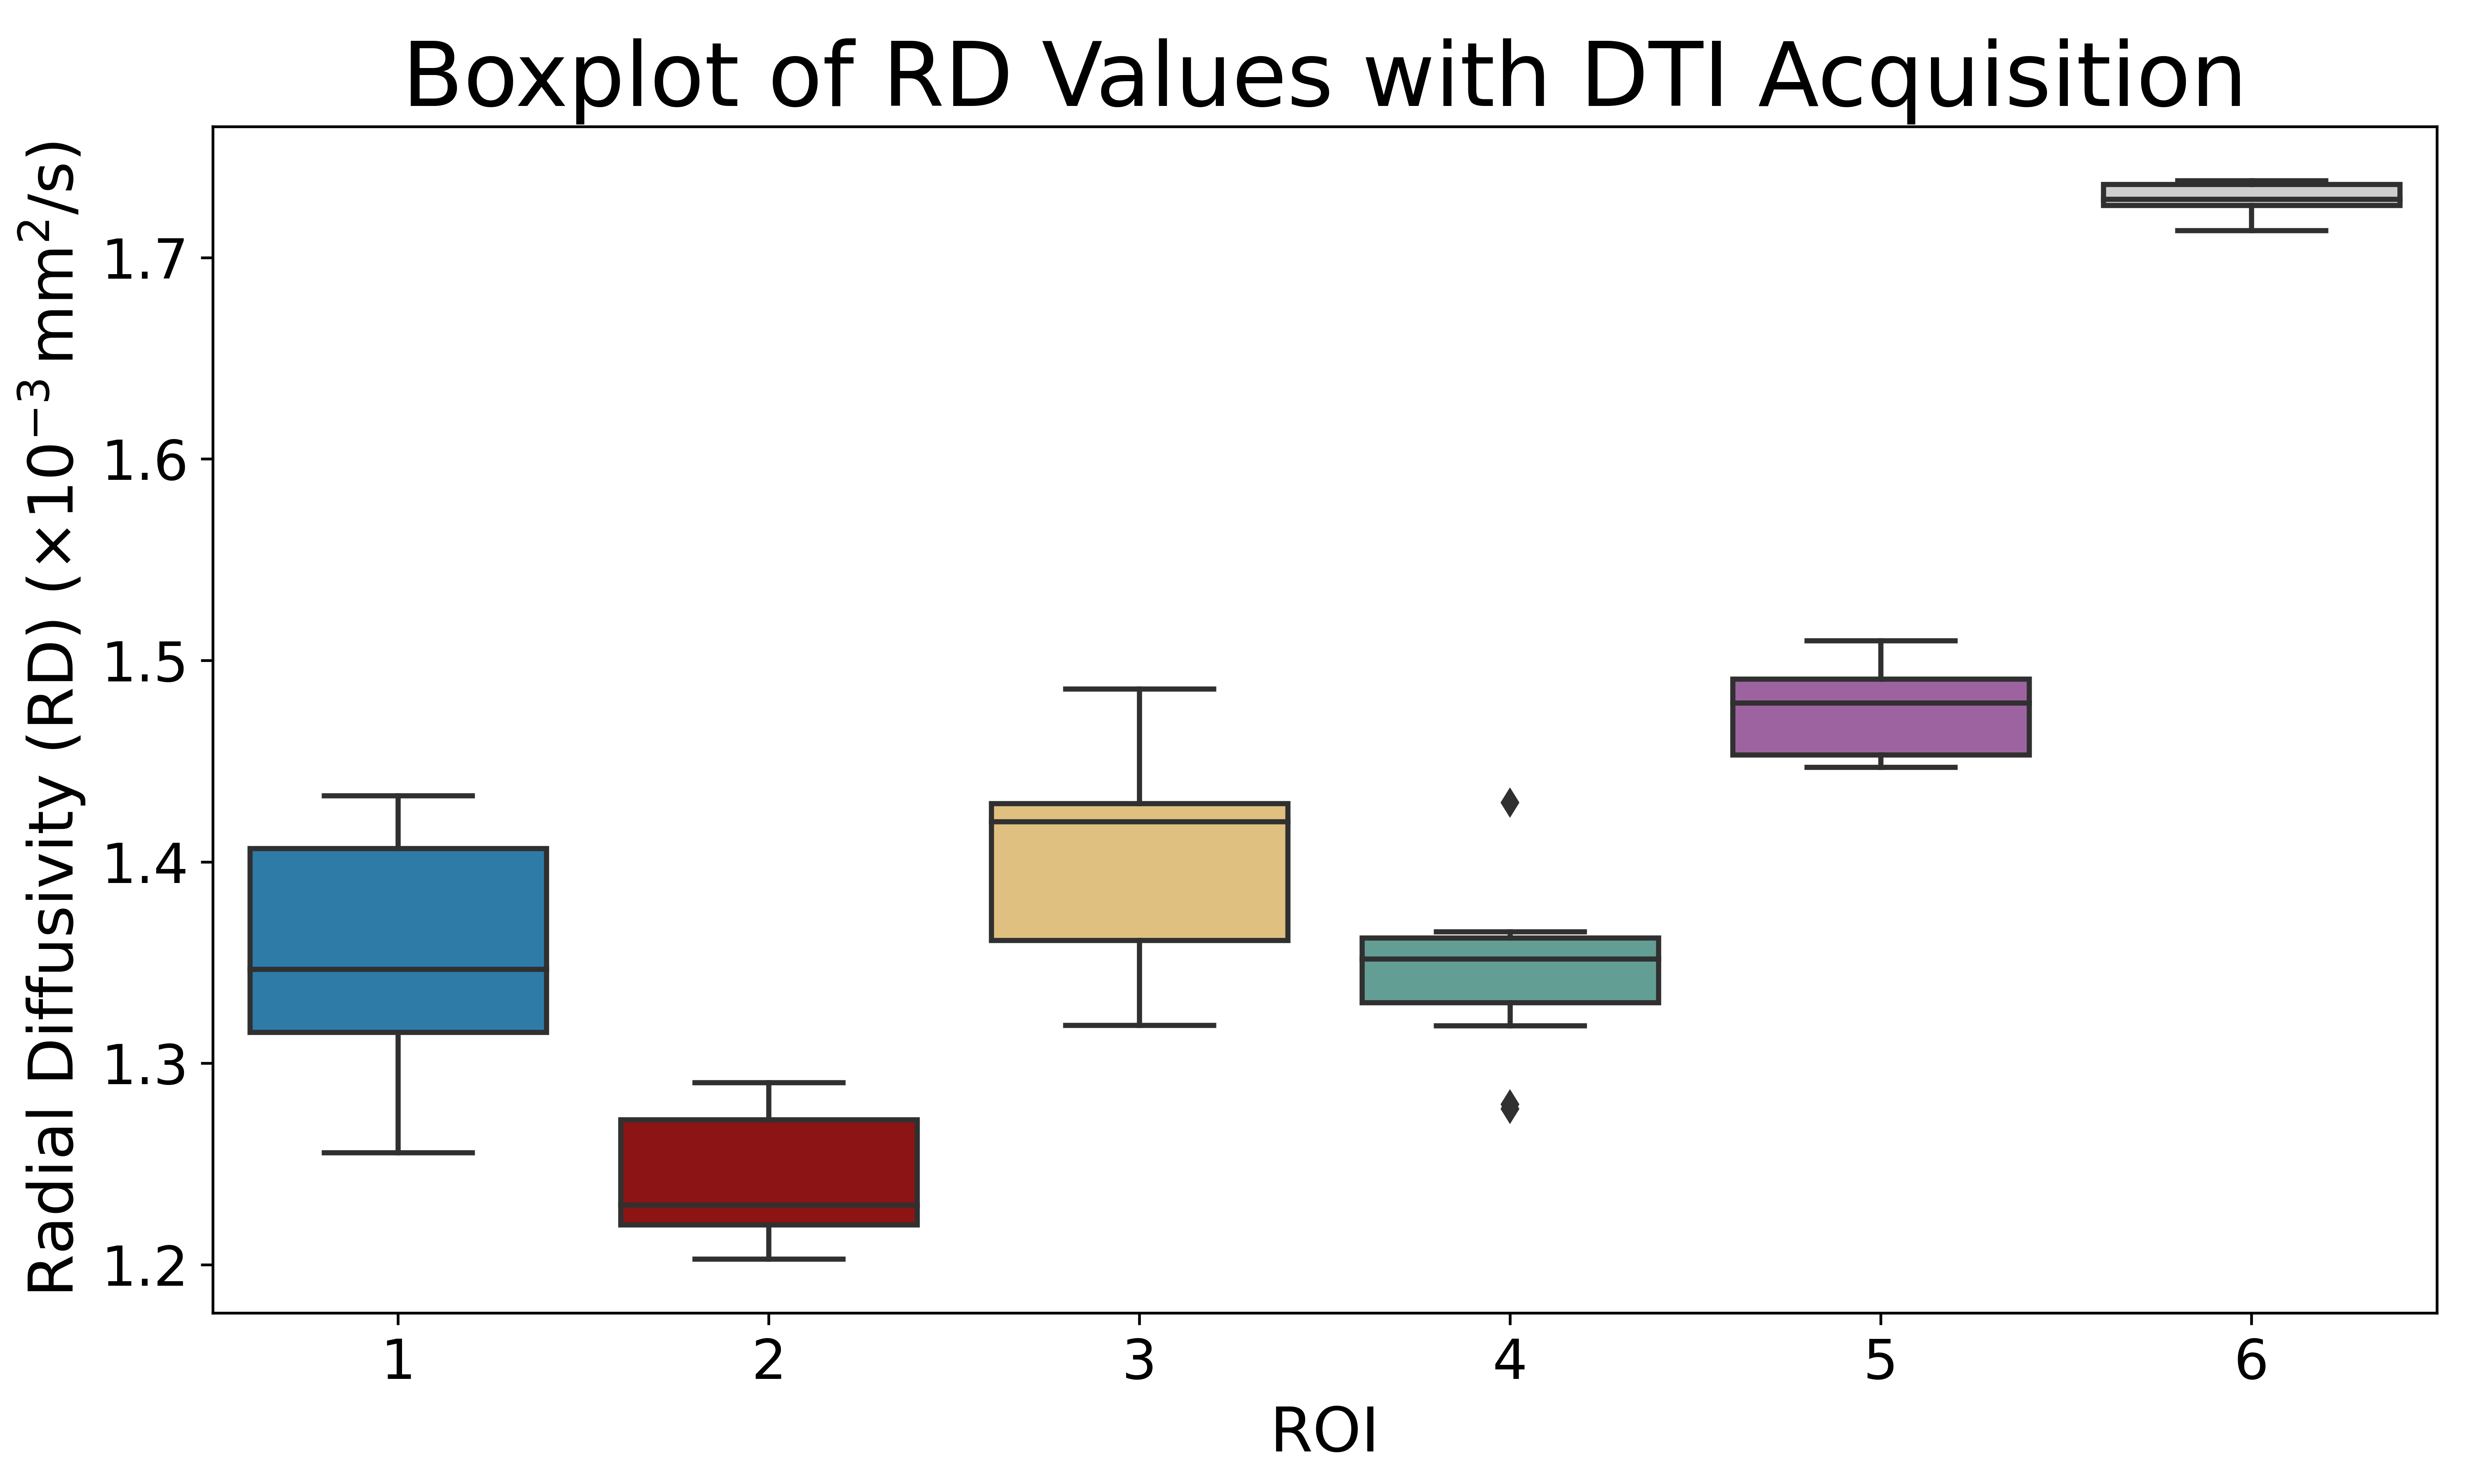 Boxplot of RD Values with DTI Acquisition
Radial Diffusivity (RD) (×10⁻³ mm²/s)
1.7
1.6
1.5
1.4
1.3
1.2
1 2 3 4 5 6
ROI